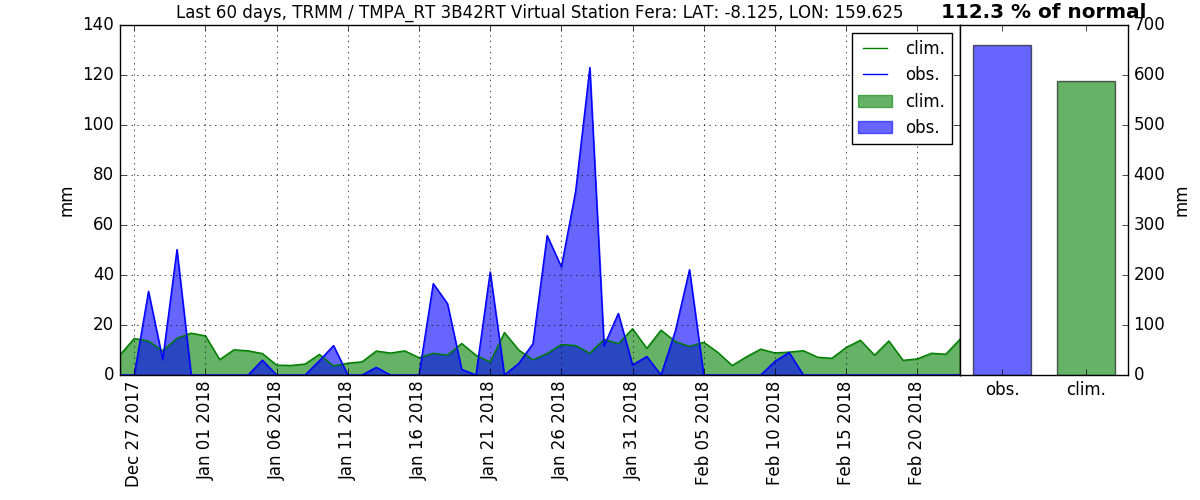 Last 60 days, TRMM / TMPA_RT 3B42RT Virtual Station Fera: LAT: -8.125, LON: 159.625
112.3 % of normal
140
120
100
80
60
40
20
0
mm
clim.
obs.
clim.
obs.
Dec 27 2017
Jan 01 2018
Jan 06 2018
Jan 11 2018
Jan 16 2018
Jan 21 2018
Jan 26 2018
Jan 31 2018
Feb 05 2018
Feb 10 2018
Feb 15 2018
Feb 20 2018
700
600
500
400
300
200
100
0
mm
obs.
clim.